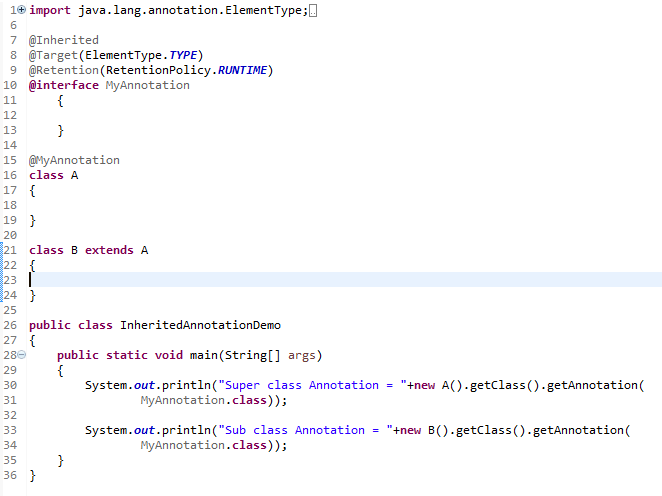 1 import java.lang.annotation.ElementType;
6
7 @Inherited
8 @Target(ElementType.TYPE)
9 @Retention(RetentionPolicy.RUNTIME)
10 @interface MyAnnotation
11     {
12
13     }
14
15 @MyAnnotation
16 class A
17 {
18
19 }
20
21 class B extends A
22 {
23
24 }
25
26 public class InheritedAnnotationDemo
27 {
28     public static void main(String[] args)
29     {
30         System.out.println("Super class Annotation = "+new A().getClass().getAnnotation(
31                 MyAnnotation.class));
32
33         System.out.println("Sub class Annotation = "+new B().getClass().getAnnotation(
34                 MyAnnotation.class));
35     }
36 }